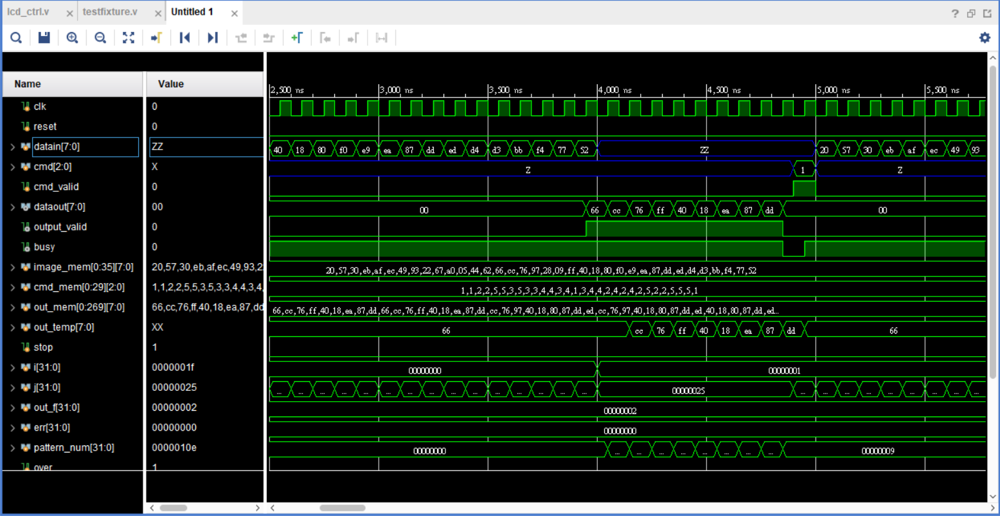 lcd_ctrl.v × testfixture.v × Untitled 1 × ?
Name Value
2,500 ns 3,000 ns 3,500 ns 4,000 ns 4,500 ns 5,000 ns 5,500 ns
clk 0
reset 0
datain[7:0] ZZ 40 18 80 f0 e9 ea 87 dd ed d4 d3 bb f4 77 52 ZZ 20 57 30 eb af ec 49 93
cmd[2:0] X Z 1 Z
cmd_valid 0
dataout[7:0] 00 00 66 cc 76 ff 40 18 ea 87 dd 00
output_valid 0
busy 0
image_mem[0:35][7:0] 20,57,30,eb,af,ec,49,93,2 20,57,30,eb,af,ec,49,93,22,67,a0,05,44,62,66,cc,76,97,28,09,ff,40,18,80,f0,e9,ea,87,dd,ed,d4,d3,bb,f4,77,52
cmd_mem[0:29][2:0] 1,1,2,2,5,5,3,5,3,3,4,4,3,4, 1,1,2,2,5,5,3,5,3,3,4,4,3,4,1,3,4,4,2,4,2,4,2,5,2,2,5,5,5,1
out_mem[0:269][7:0] 66,cc,76,ff,40,18,ea,87,dd 66,cc,76,ff,40,18,ea,87,dd,66,cc,76,ff,40,18,ea,87,dd,cc,76,97,40,18,80,87,dd,ed,cc,76,97,40,18,80,87,dd,ed,40,18,80,87,dd,ed...
out_temp[7:0] XX 66 cc 76 ff 40 18 ea 87 dd 66
stop 1
i[31:0] 0000001f 00000000 00000001
j[31:0] 00000025 ... ... ... ... ... ... ... ... ... ... ... ... ... ... ... 00000025 ... ... ... ... ... ... ... ... ...
out_f[31:0] 00000002 00000002
err[31:0] 00000000 00000000
pattern_num[31:0] 0000010e 00000000 ... ... ... ... ... ... ... ... 00000009
over 1